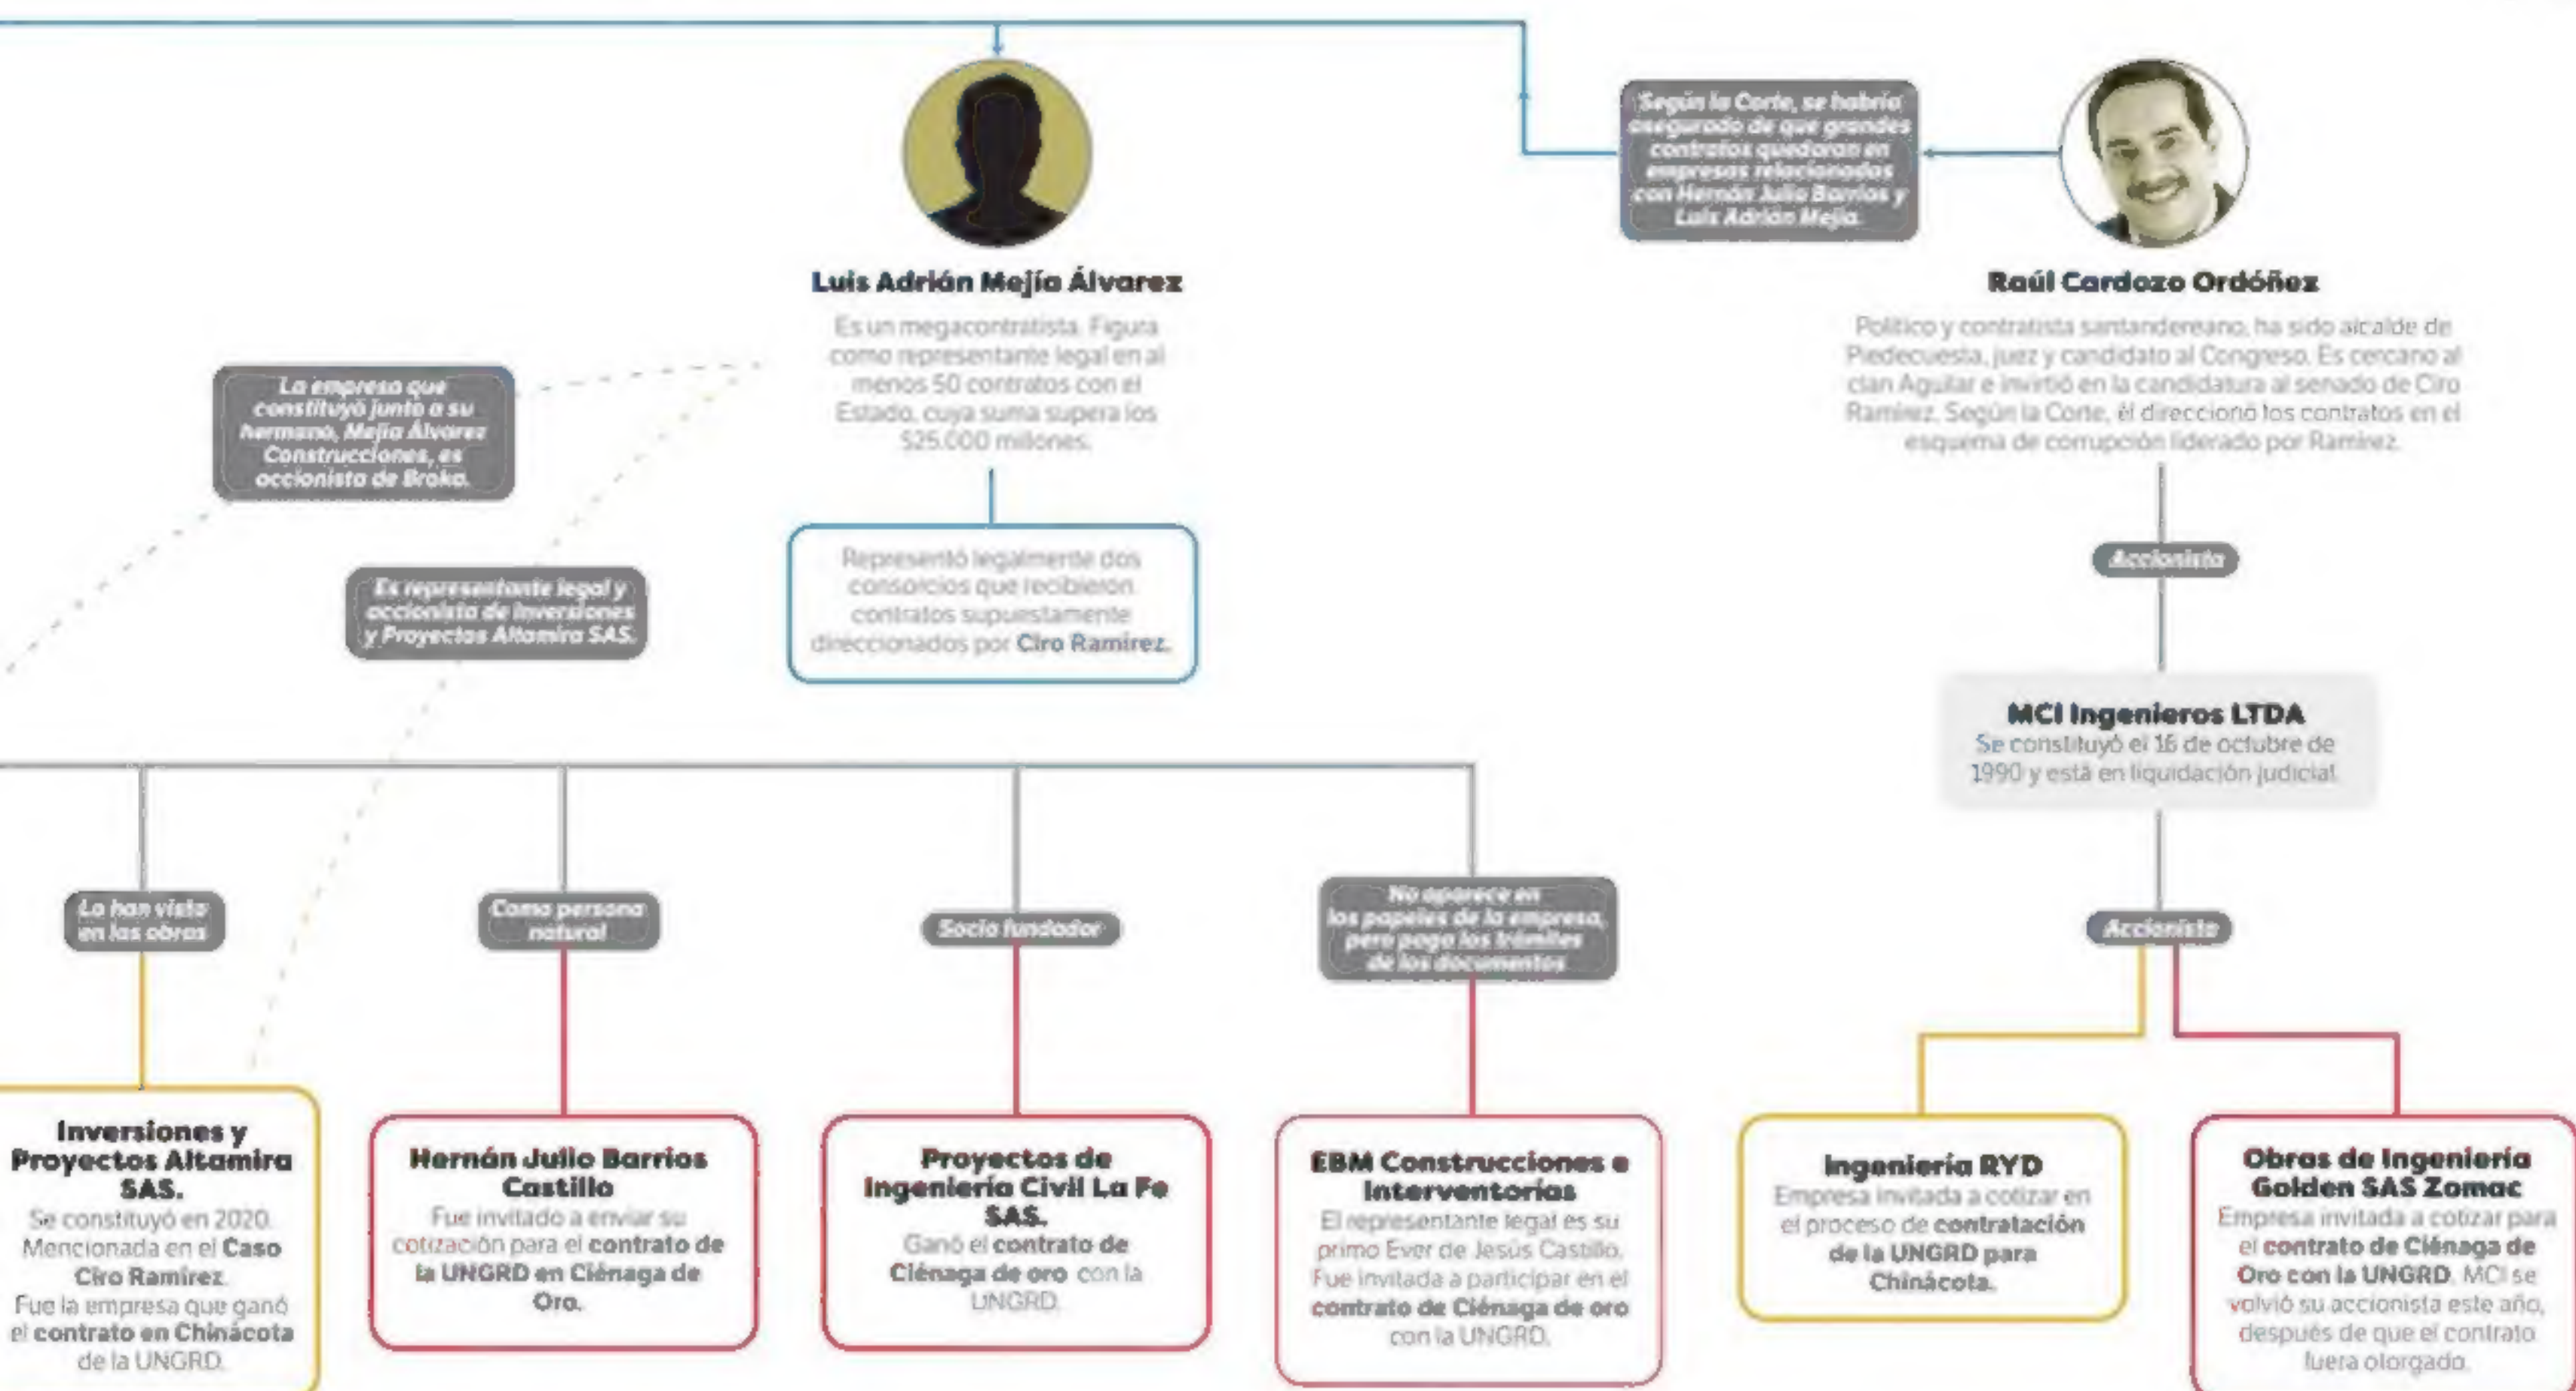 Según la Corte, se habría
asegurado de que grandes
contratos quedaran en
empresas relacionadas
con Hernán Julio Barrios y
Luis Adrián Mejía.
Luis Adrián Mejía Álvarez
Es un megacontratista. Figura
como representante legal en al
menos 50 contratos con el
Estado, cuya suma supera los
$25.000 millones.
Raúl Cardozo Ordóñez
Político y contratista santandereano, ha sido alcalde de
Piedecuesta, juez y candidato al Congreso. Es cercano al
clan Aguilar e invirtió en la candidatura al senado de Ciro
Ramírez. Según la Corte, él direccionó los contratos en el
esquema de corrupción liderado por Ramírez.
La empresa que
constituyó junto a su
hermano, Mejía Álvarez
Construcciones, es
accionista de Broka.
Es representante legal y
accionista de Inversiones
y Proyectos Altamira SAS.
Representó legalmente dos
consorcios que recibieron
contratos supuestamente
direccionados por Ciro Ramírez.
Accionista
MCI Ingenieros LTDA
Se constituyó el 16 de octubre de
1990 y está en liquidación judicial
Lo han visto
en las obras
Como persona
natural
Socio fundador
No aparece en
los papeles de la empresa,
pero pago los trámites
de los documentos
Accionista
Inversiones y
Proyectos Altamira
SAS.
Se constituyó en 2020.
Mencionada en el Caso
Ciro Ramírez.
Fue la empresa que ganó
el contrato en Chinácota
de la UNGRD.
Hernán Julio Barrios
Castillo
Fue invitado a enviar su
cotización para el contrato de
la UNGRD en Ciénaga de
Oro.
Proyectos de
Ingeniería Civil La Fe
SAS.
Ganó el contrato de
Ciénaga de oro con la
UNGRD.
EBM Construcciones e
Interventorías
El representante legal es su
primo Ever de Jesús Castillo.
Fue invitada a participar en el
contrato de Ciénaga de oro
con la UNGRD.
Ingeniería RYD
Empresa invitada a cotizar en
el proceso de contratación
de la UNGRD para
Chinácota.
Obras de Ingeniería
Golden SAS Zomac
Empresa invitada a cotizar para
el contrato de Ciénaga de
Oro con la UNGRD. MCI se
volvió su accionista este año,
después de que el contrato
fuera otorgado.